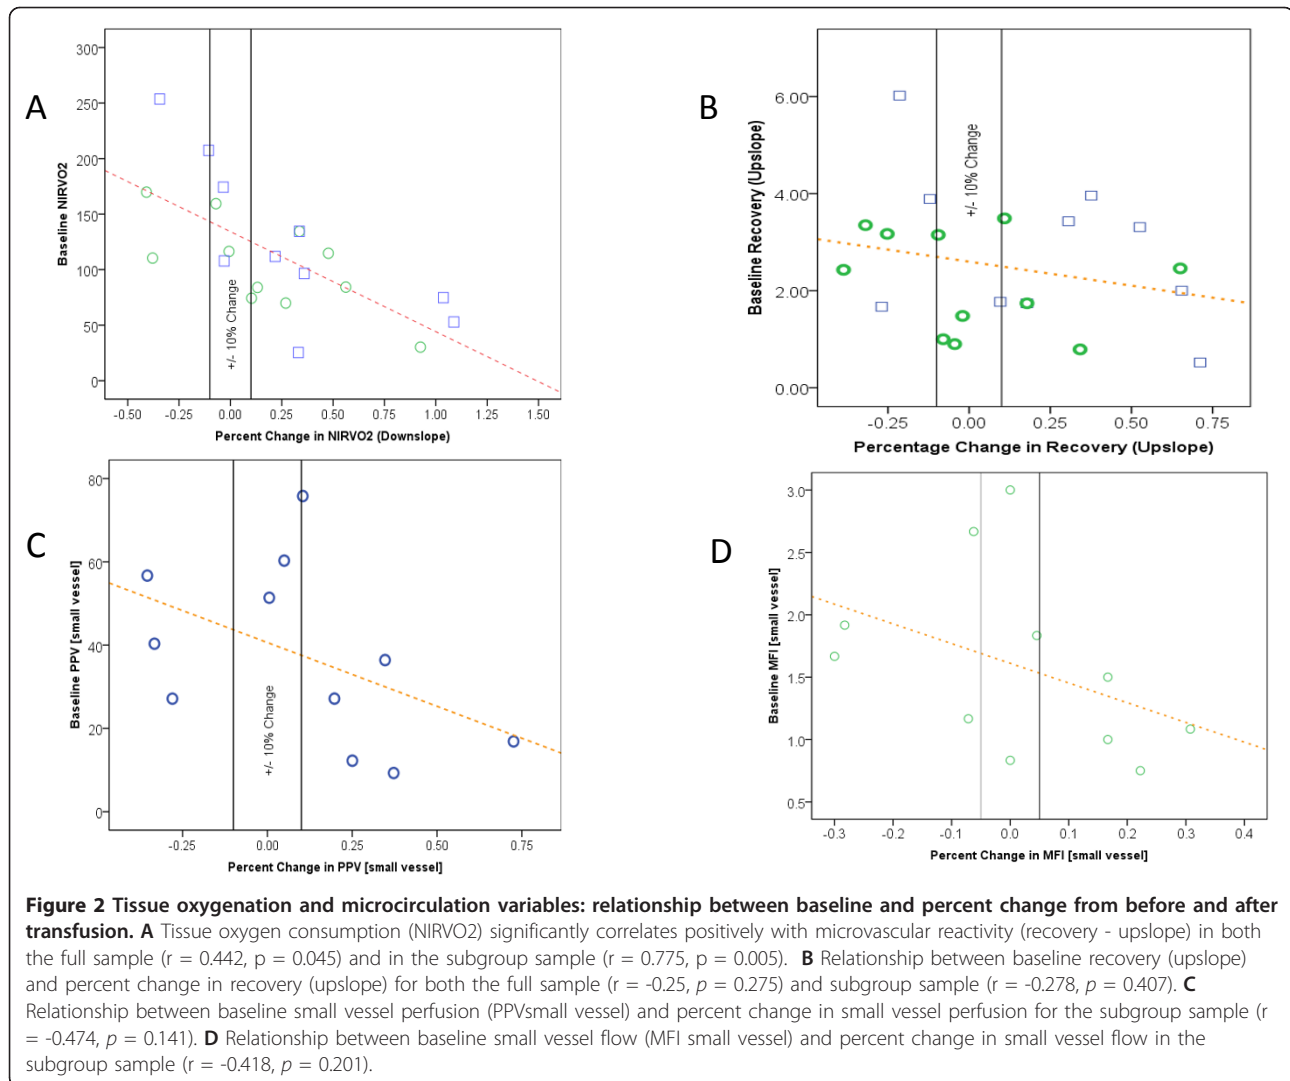 A
300
250
200
150
100
50
0
Baseline NIRVO2
+/- 10% Change
-0.50 -0.25 0.00 0.25 0.50 0.75 1.00 1.25 1.50
Percent Change in NIRVO2 (Downslope)
B
6.00
4.00
2.00
0.00
Baseline Recovery (Upslope)
+/- 10% Change
-0.25 0.00 0.25 0.50 0.75
Percentage Change in Recovery (Upslope)
C
80
60
40
20
0
Baseline PPV [small vessel]
+/- 10% Change
-0.25 0.00 0.25 0.50 0.75
Percent Change in PPV [small vessel]
D
3.0
2.5
2.0
1.5
1.0
0.5
Baseline MFI [small vessel]
-0.3 -0.2 -0.1 0.0 0.1 0.2 0.3 0.4
Percent Change in MFI [small vessel]
Figure 2 Tissue oxygenation and microcirculation variables: relationship between baseline and percent change from before and after
transfusion. A Tissue oxygen consumption (NIRVO2) significantly correlates positively with microvascular reactivity (recovery - upslope) in both
the full sample (r = 0.442, p = 0.045) and in the subgroup sample (r = 0.775, p = 0.005). B Relationship between baseline recovery (upslope)
and percent change in recovery (upslope) for both the full sample (r = -0.25, p = 0.275) and subgroup sample (r = -0.278, p = 0.407). C
Relationship between baseline small vessel perfusion (PPVsmall vessel) and percent change in small vessel perfusion for the subgroup sample (r
= -0.474, p = 0.141). D Relationship between baseline small vessel flow (MFI small vessel) and percent change in small vessel flow in the
subgroup sample (r = -0.418, p = 0.201).